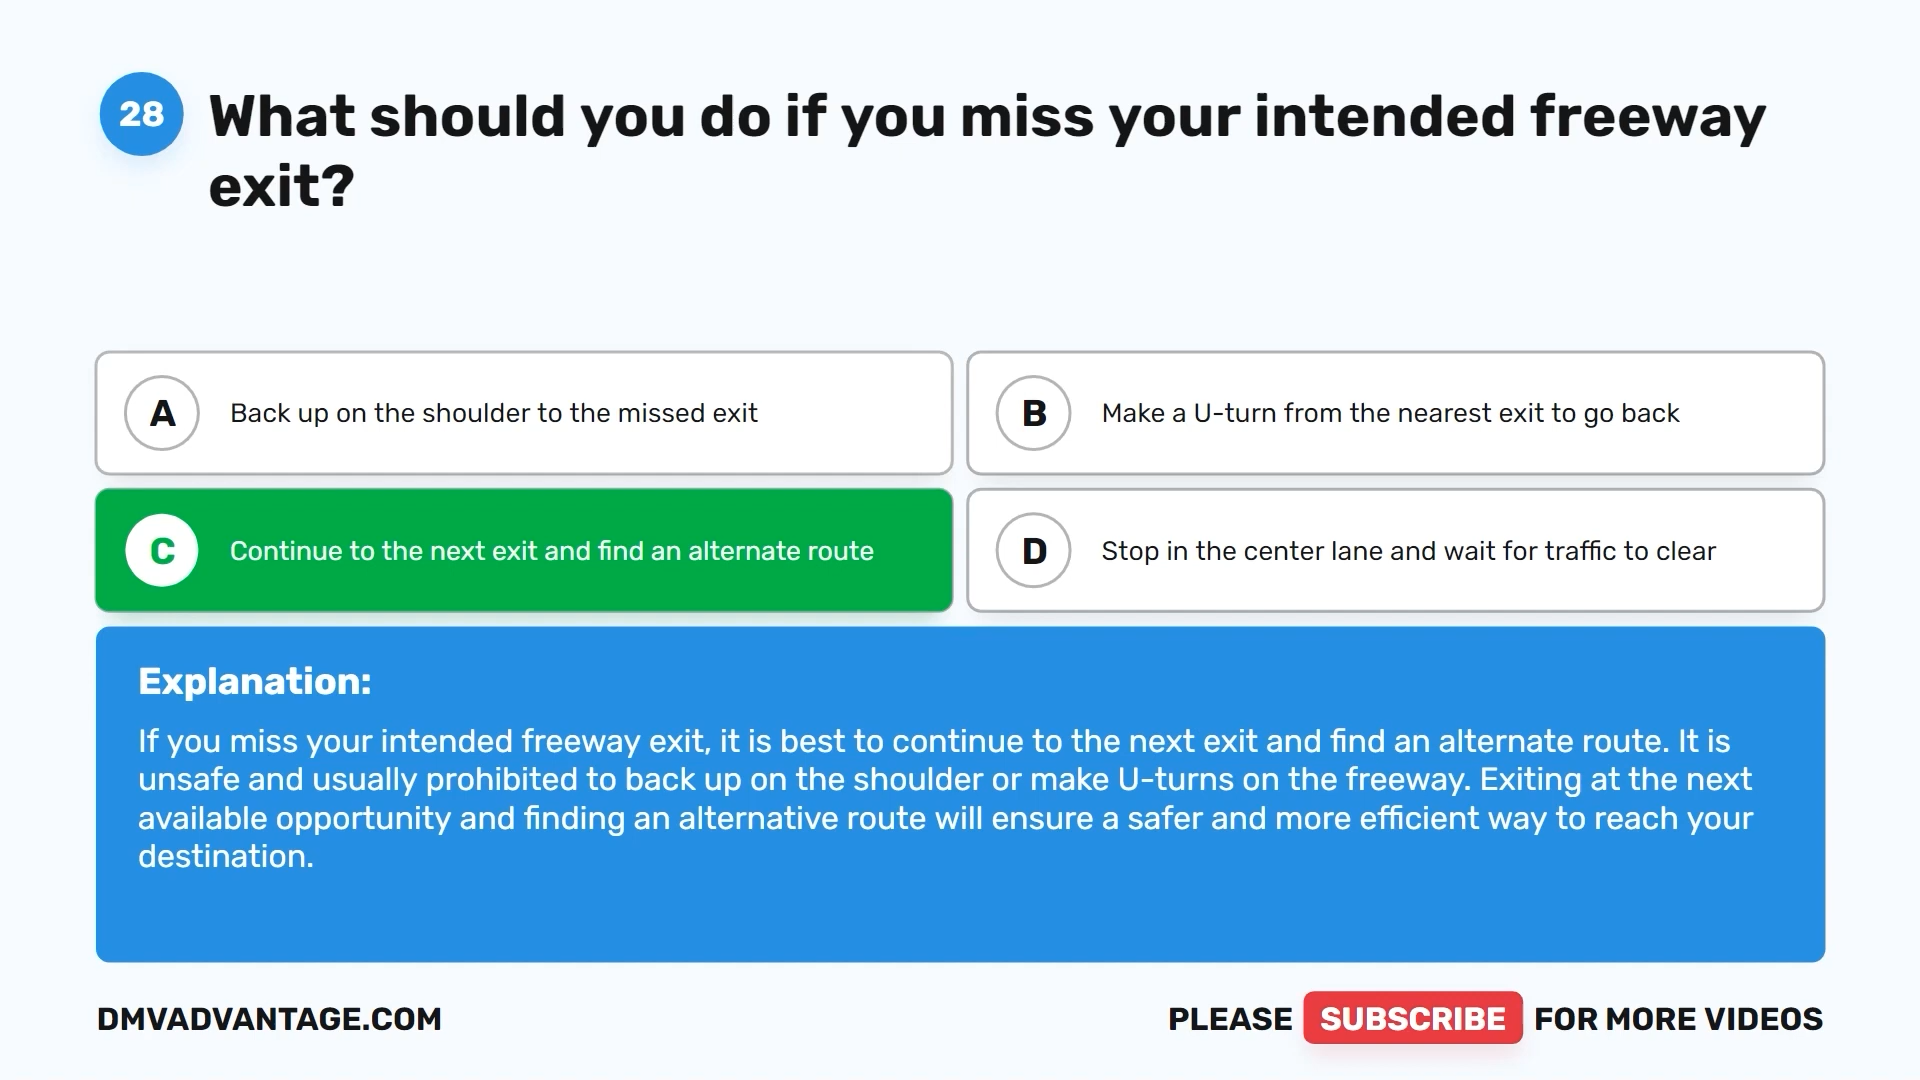 28
What should you do if you miss your intended freeway
exit?
A
Back up on the shoulder to the missed exit
B
Make a U-turn from the nearest exit to go back
C
Continue to the next exit and find an alternate route
D
Stop in the center lane and wait for traffic to clear
Explanation:
If you miss your intended freeway exit, it is best to continue to the next exit and find an alternate route. It is
unsafe and usually prohibited to back up on the shoulder or make U-turns on the freeway. Exiting at the next
available opportunity and finding an alternative route will ensure a safer and more efficient way to reach your
destination.
DMVADVANTAGE.COM
PLEASE SUBSCRIBE FOR MORE VIDEOS